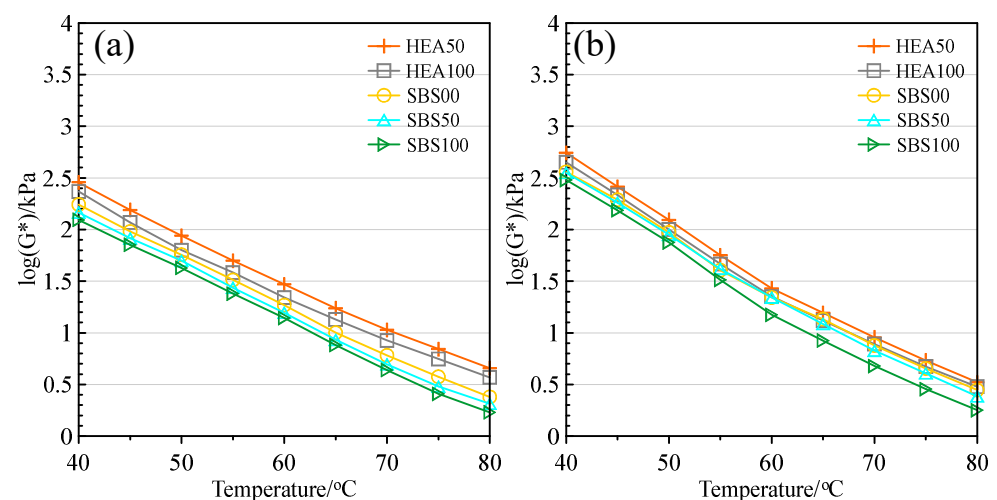 (a)
HEA50
HEA100
SBS00
SBS50
SBS100
4
3.5
3
2.5
2
1.5
1
0.5
0
log(G*)/kPa
40 50 60 70 80
Temperature/°C
(b)
HEA50
HEA100
SBS00
SBS50
SBS100
4
3.5
3
2.5
2
1.5
1
0.5
0
log(G*)/kPa
40 50 60 70 80
Temperature/°C